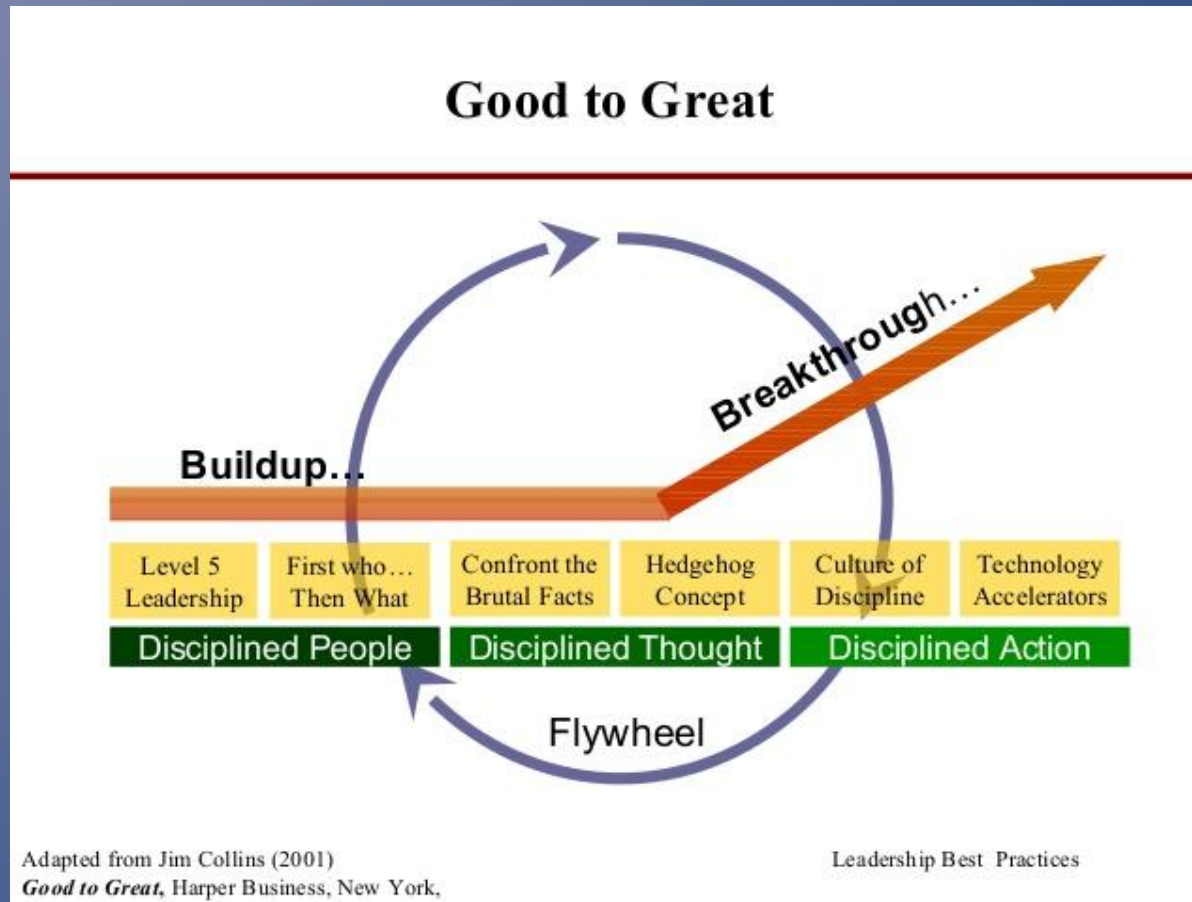 Good to Great
Breakthrough…
Buildup…
Level 5
Leadership
First who…
Then What
Confront the
Brutal Facts
Hedgehog
Concept
Culture of
Discipline
Technology
Accelerators
Disciplined People
Disciplined Thought
Disciplined Action
Flywheel
Adapted from Jim Collins (2001)
Good to Great, Harper Business, New York,
Leadership Best Practices